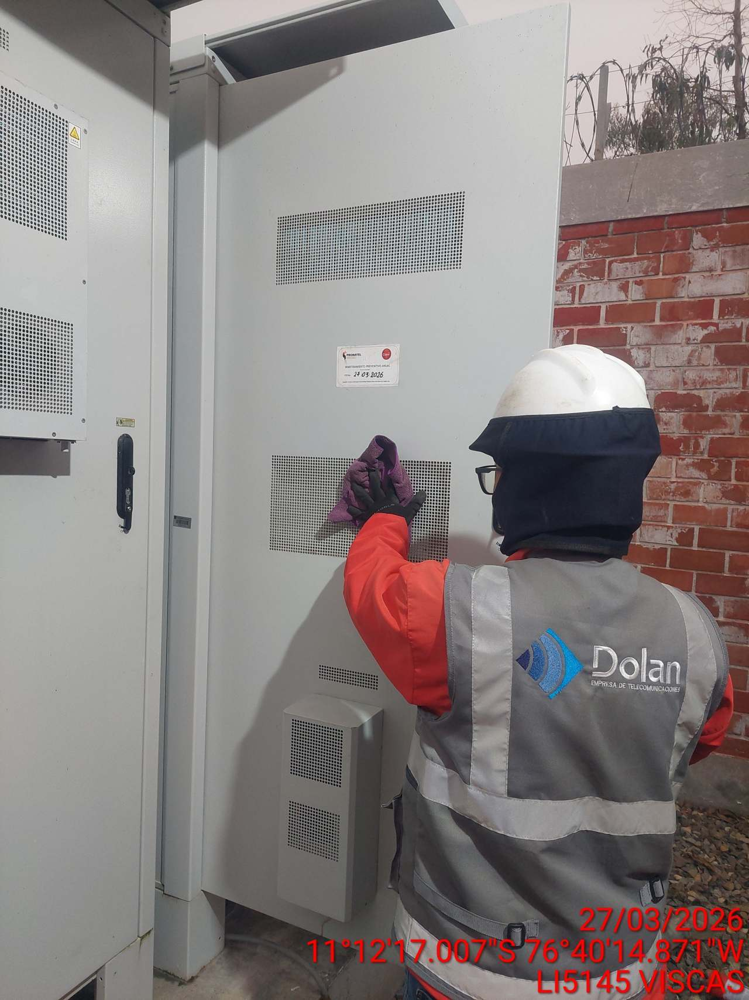 PRONATEL
Claro
MANTENIMIENTO PREVENTIVO ANUAL
27 03 2026
Dolan
EMPRESA DE TELECOMUNICACIONES
27/03/2026
11°12'17.007"S 76°40'14.871"W
LI5145 VISCAS